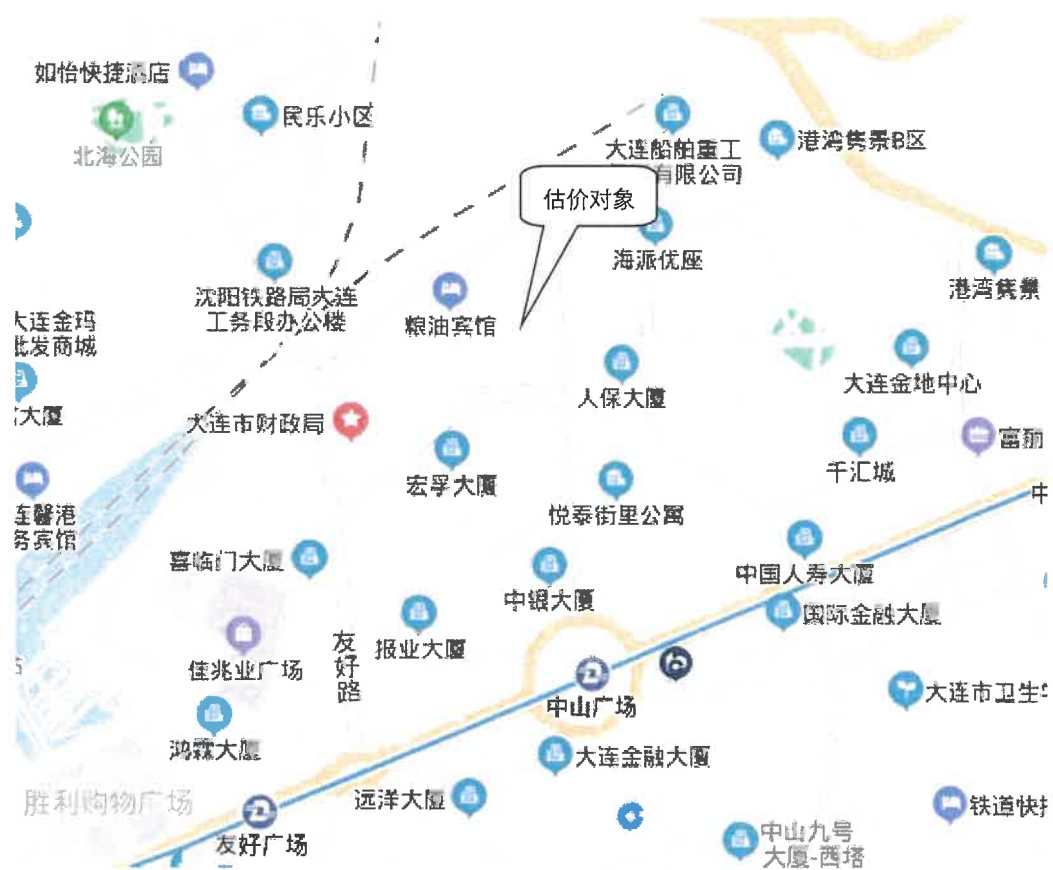 如怡快捷酒店
民乐小区
北海公园
大连船舶重工
有限公司
港湾隽景B区
估价对象
海派优座
港湾隽景
沈阳铁路局大连
工务段办公楼
粮油宾馆
大连金玛
批发商城
人保大厦
大连金地中心
大厦
大连市财政局
富丽
千汇城
宏孚大厦
中
悦泰街里公寓
连馨港
务宾馆
喜临门大厦
中国人寿大厦
中银大厦
国际金融大厦
友好路
报业大厦
佳兆业广场
大连市卫生
中山广场
鸿霖大厦
大连金融大厦
胜利购物广场
远洋大厦
铁道快捷
友好广场
中山九号
大厦-西塔